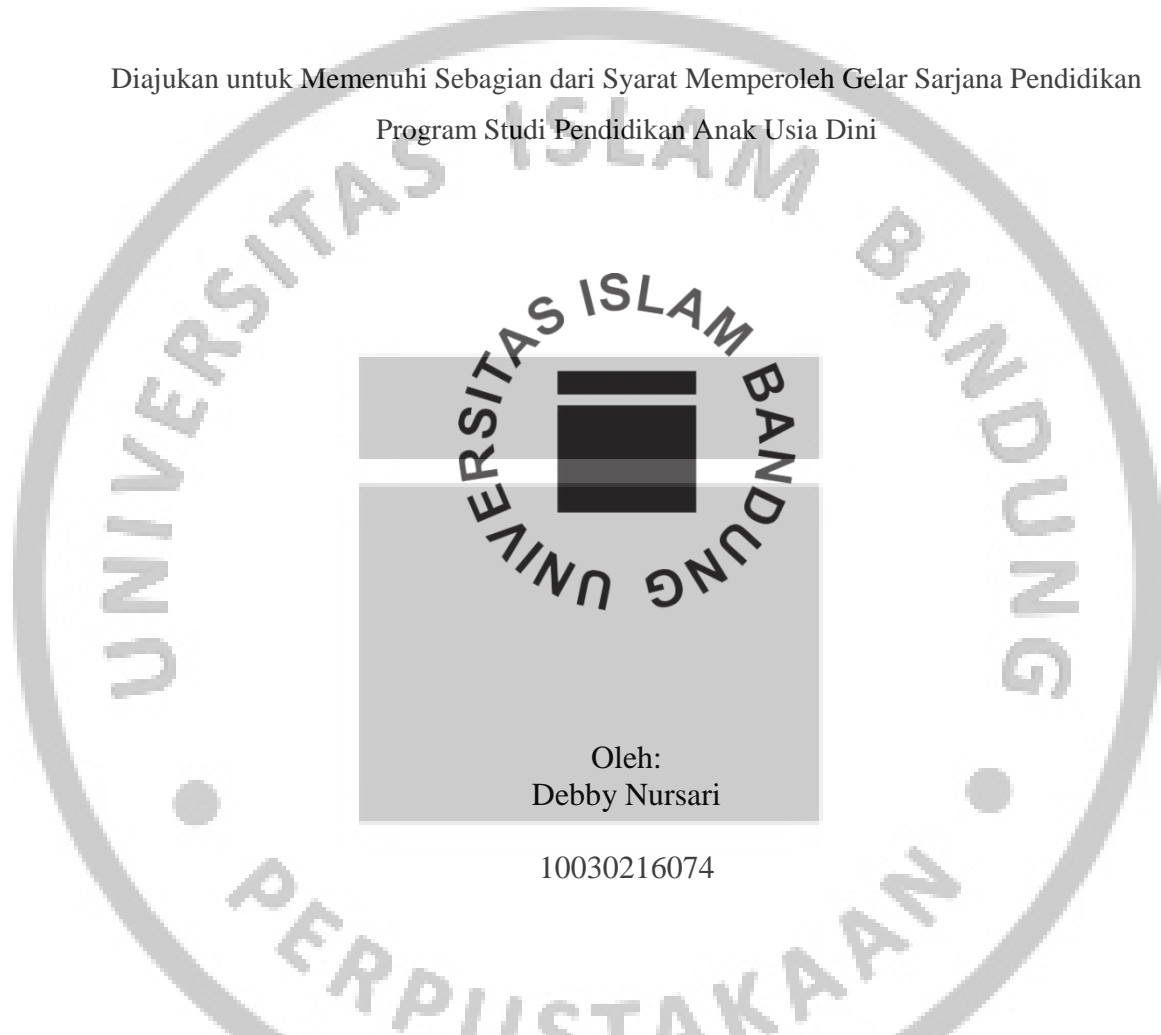 Diajukan untuk Memenuhi Sebagian dari Syarat Memperoleh Gelar Sarjana Pendidikan
Program Studi Pendidikan Anak Usia Dini
UNIVERSITAS ISLAM BANDUNG
UNIVERSITAS ISLAM BANDUNG
Oleh:
Debby Nursari
10030216074
PERPUSTAKAAN